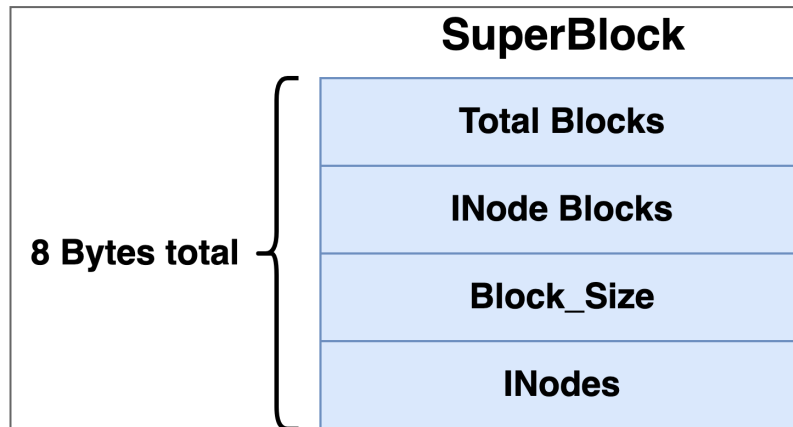 SuperBlock
Total Blocks
INode Blocks
8 Bytes total
Block_Size
INodes